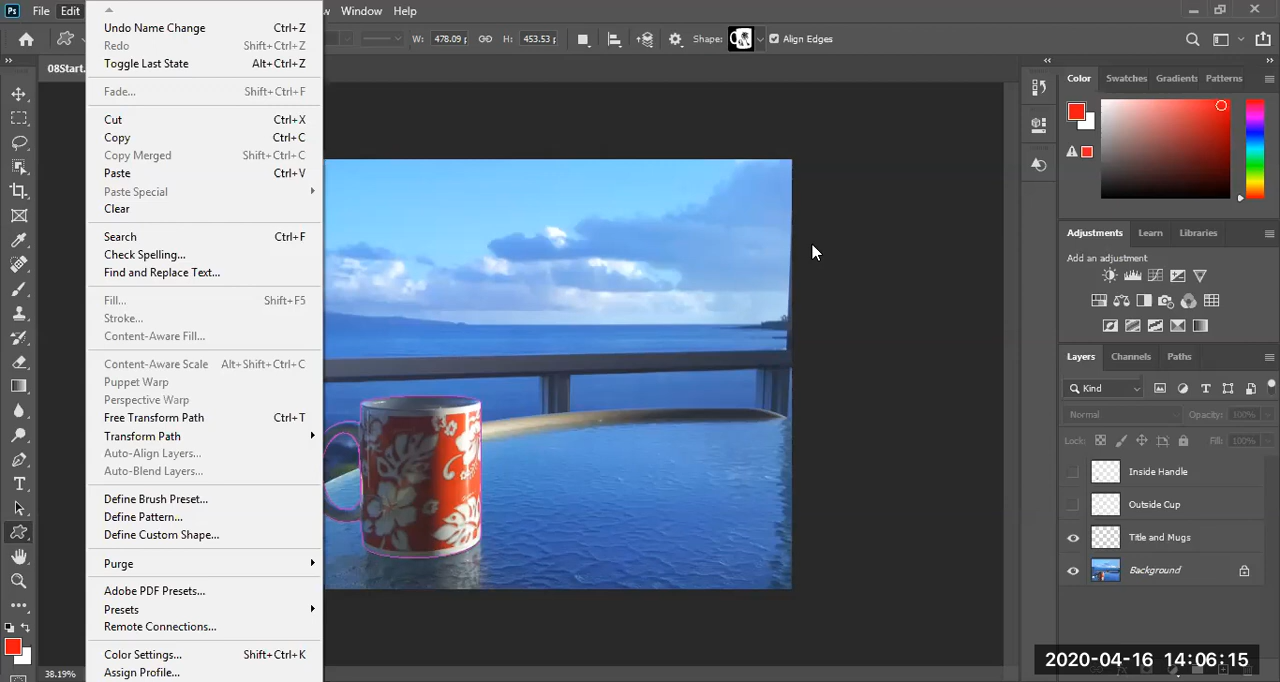 Ps File Edit Window Help
W: 478.09 p H: 453.53 p Shape: Align Edges
08Start.
Undo Name Change Ctrl+Z
Redo Shift+Ctrl+Z
Toggle Last State Alt+Ctrl+Z
Fade... Shift+Ctrl+F
Cut Ctrl+X
Copy Ctrl+C
Copy Merged Shift+Ctrl+C
Paste Ctrl+V
Paste Special
Clear
Search Ctrl+F
Check Spelling...
Find and Replace Text...
Fill... Shift+F5
Stroke...
Content-Aware Fill...
Content-Aware Scale Alt+Shift+Ctrl+C
Puppet Warp
Perspective Warp
Free Transform Path Ctrl+T
Transform Path
Auto-Align Layers...
Auto-Blend Layers...
Define Brush Preset...
Define Pattern...
Define Custom Shape...
Purge
Adobe PDF Presets...
Presets
Remote Connections...
Color Settings... Shift+Ctrl+K
Assign Profile...
38.19%
Color Swatches Gradients Patterns
Adjustments Learn Libraries
Add an adjustment
Layers Channels Paths
Kind
Normal Opacity: 100%
Lock: Fill: 100%
Inside Handle
Outside Cup
Title and Mugs
Background
2020-04-16 14:06:15